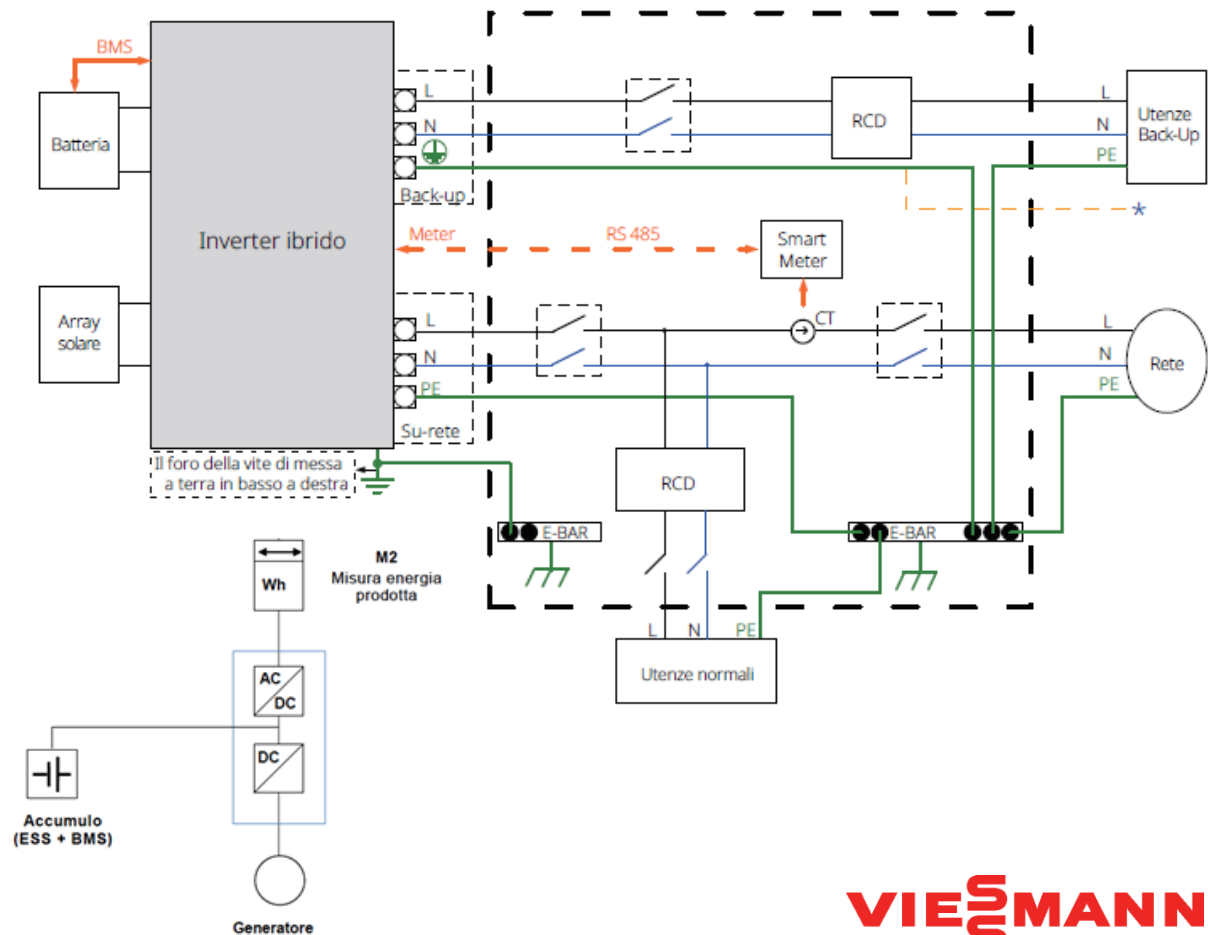 BMS
Batteria
Inverter ibrido
L
N
Back-up
RCD
L
N
PE
Utenze
Back-Up
*
Meter
RS 485
Smart
Meter
Array
solare
L
N
PE
Su-rete
CT
L
N
PE
Rete
Il foro della vite di messa
a terra in basso a destra
RCD
E-BAR
E-BAR
L
N
PE
Utenze normali
Wh
M2
Misura energia
prodotta
AC
DC
DC
Accumulo
(ESS + BMS)
Generatore
VIESSMANN